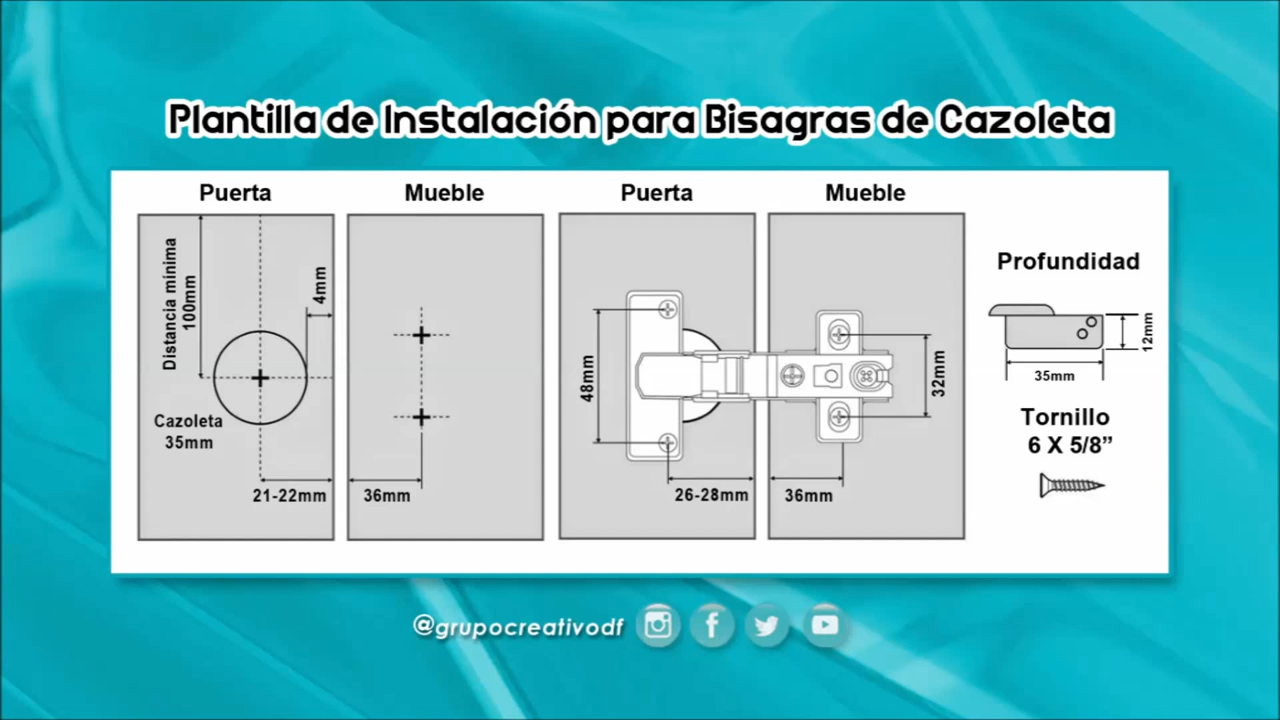 Plantilla de Instalación para Bisagras de Cazoleta
Puerta
Mueble
Puerta
Mueble
Distancia minima
100mm
4mm
Cazoleta
35mm
21-22mm
36mm
48mm
26-28mm
32mm
36mm
Profundidad
12mm
35mm
Tornillo
6 X 5/8”
@grupocreativodf